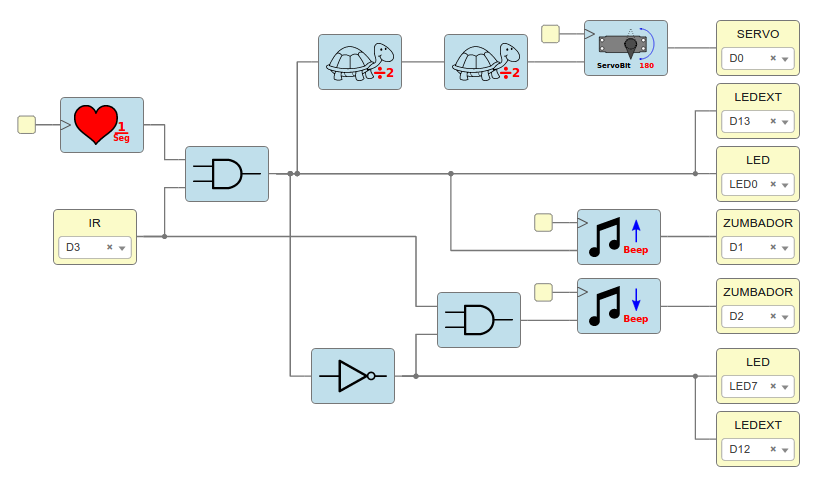 SERVO
D0
÷2
÷2
ServoBit 180
LEDEXT
D13
1
Seg
LED
LED0
IR
D3
ZUMBADOR
D1
Beep
ZUMBADOR
D2
Beep
LED
LED7
LEDEXT
D12